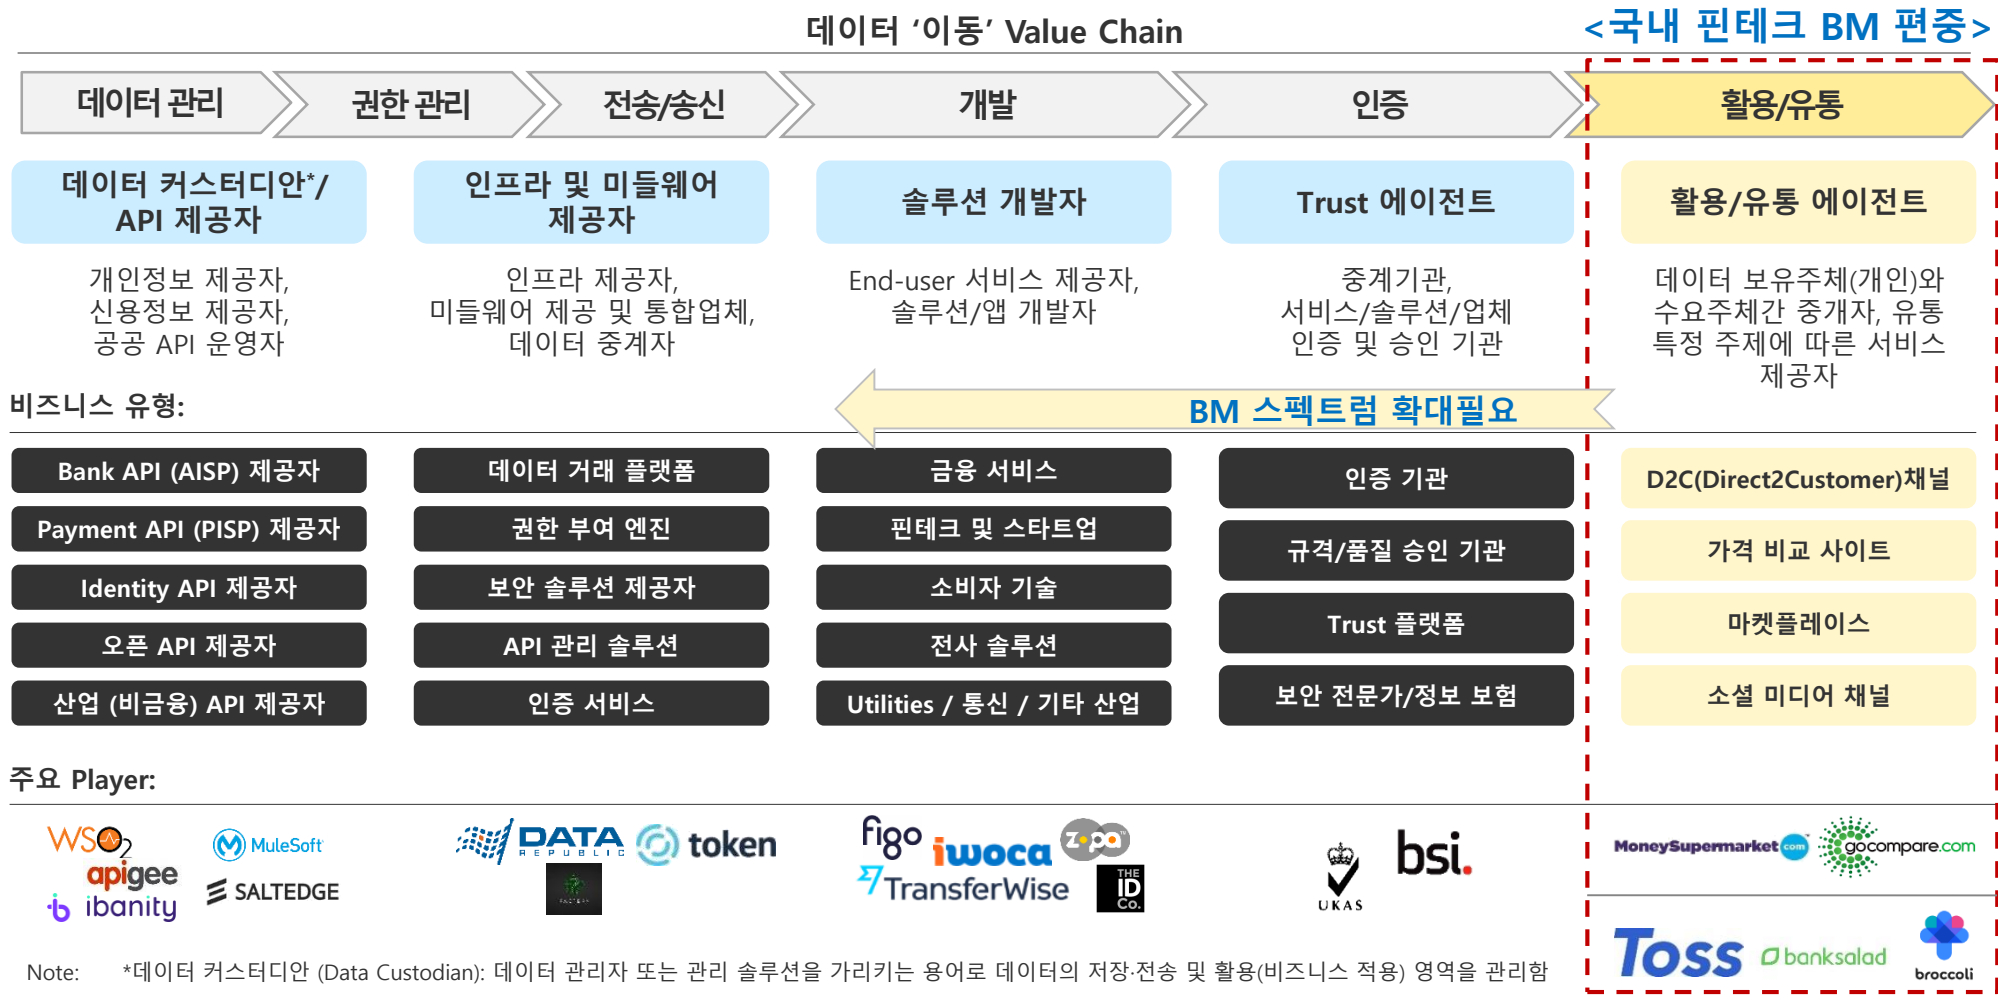 데이터 ‘이동’ Value Chain
<국내 핀테크 BM 편중>
데이터 관리
권한 관리
전송/송신
개발
인증
활용/유통
데이터 커스터디안*/
API 제공자
인프라 및 미들웨어
제공자
솔루션 개발자
Trust 에이전트
활용/유통 에이전트
개인정보 제공자,
신용정보 제공자,
공공 API 운영자
인프라 제공자,
미들웨어 제공 및 통합업체,
데이터 중계자
End-user 서비스 제공자,
솔루션/앱 개발자
중계기관,
서비스/솔루션/업체
인증 및 승인 기관
데이터 보유주체(개인)와
수요주체간 중개자, 유통
특정 주제에 따른 서비스
제공자
비즈니스 유형:
BM 스펙트럼 확대필요
Bank API (AISP) 제공자
Payment API (PISP) 제공자
Identity API 제공자
오픈 API 제공자
산업 (비금융) API 제공자
데이터 거래 플랫폼
권한 부여 엔진
보안 솔루션 제공자
API 관리 솔루션
인증 서비스
금융 서비스
핀테크 및 스타트업
소비자 기술
전사 솔루션
Utilities / 통신 / 기타 산업
인증 기관
규격/품질 승인 기관
Trust 플랫폼
보안 전문가/정보 보험
D2C(Direct2Customer)채널
가격 비교 사이트
마켓플레이스
소셜 미디어 채널
주요 Player:
WSO2
MuleSoft
apigee
ibanity
SALTEDGE
DATA
REPUBLIC
token
figo
iwoca
zopa
TransferWise
THE
ID
Co.
UKAS
bsi.
MoneySupermarket com
gocompare.com
Toss
banksalad
broccoli
Note: *데이터 커스터디안 (Data Custodian): 데이터 관리자 또는 관리 솔루션을 가리키는 용어로 데이터의 저장·전송 및 활용(비즈니스 적용) 영역을 관리함